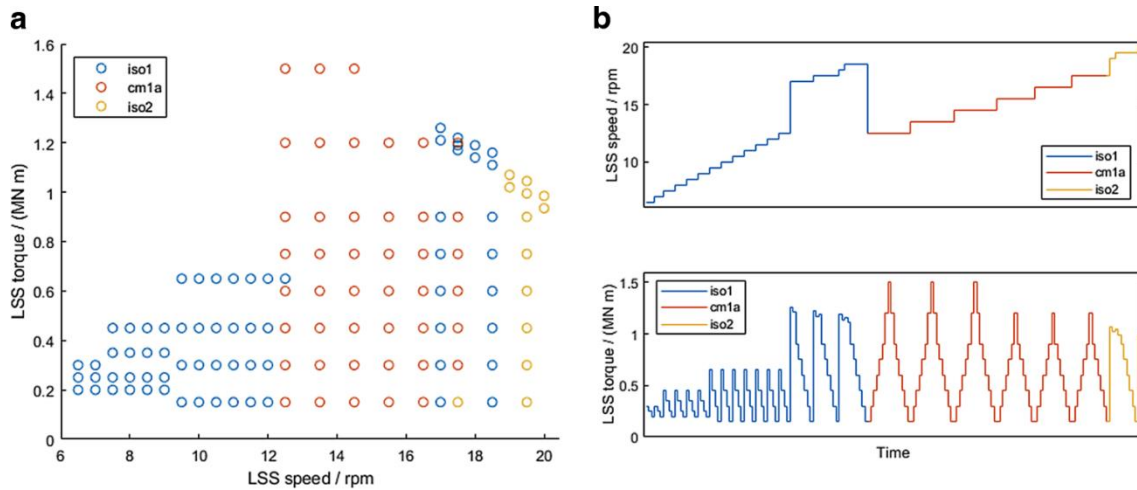 a
LSS torque / (MN m)
1.6
1.4
1.2
1
0.8
0.6
0.4
0.2
0
iso1
cm1a
iso2
6 8 10 12 14 16 18 20
LSS speed / rpm
b
LSS speed / rpm
20
15
10
iso1
cm1a
iso2
LSS torque / (MN m)
1.5
1
0.5
0
iso1
cm1a
iso2
Time